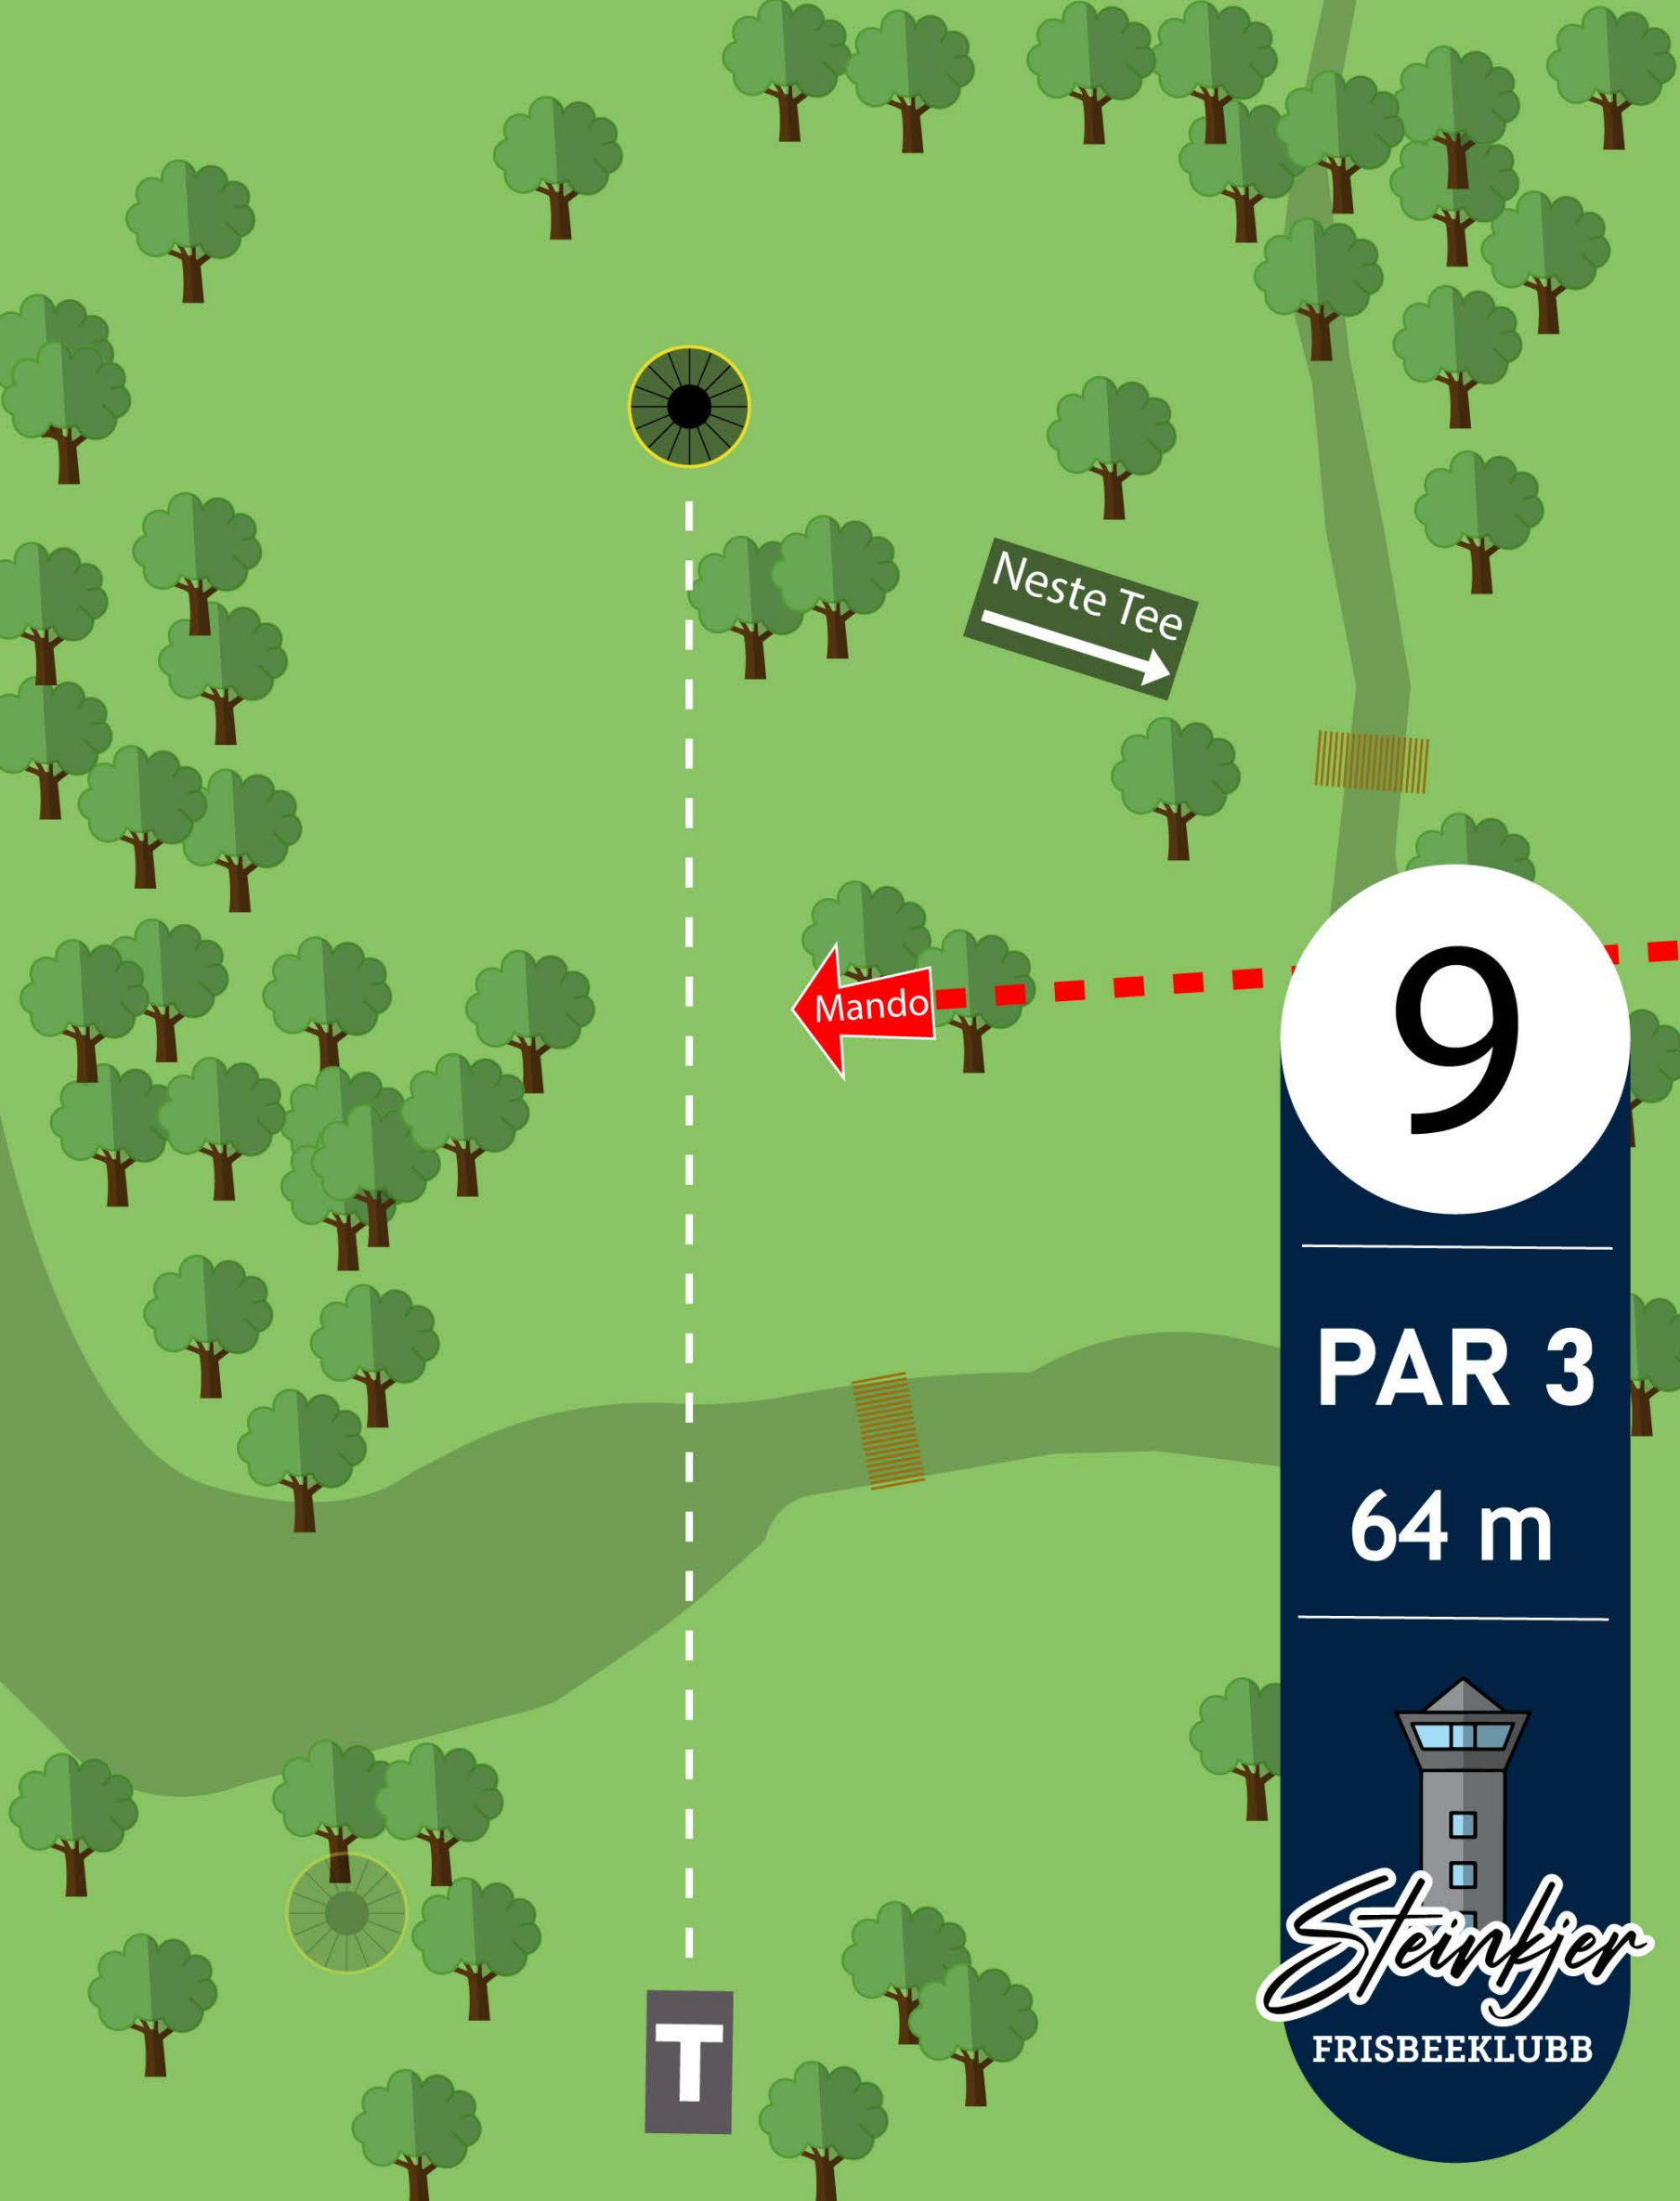 Neste Tee
Mando
9
PAR 3
64 m
Steinkjer
FRISBEEKLUBB
T